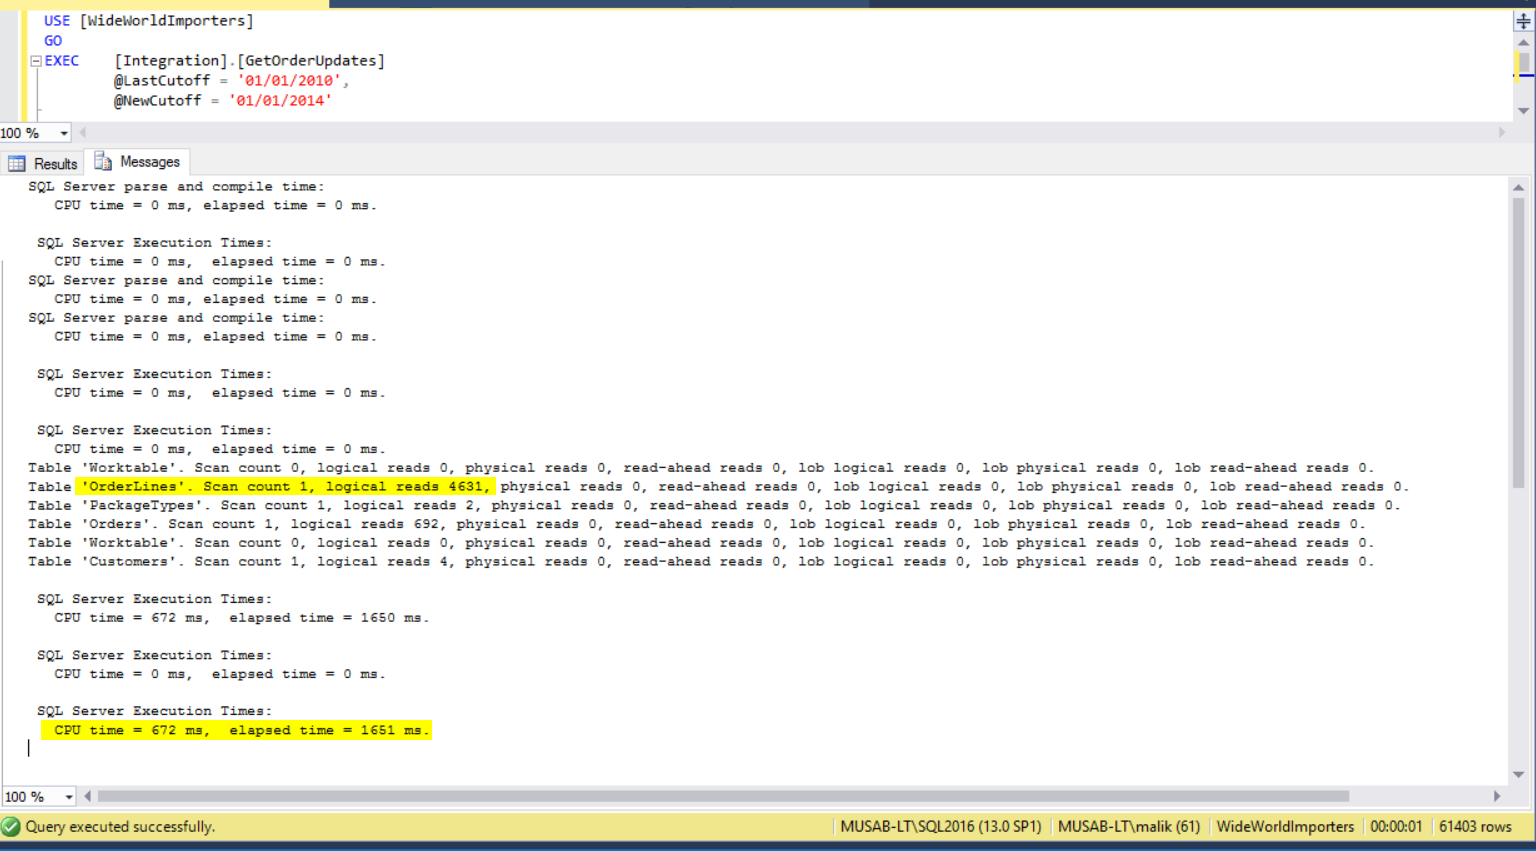 USE [WideWorldImporters]
GO
EXEC [Integration].[GetOrderUpdates]
@LastCutoff = '01/01/2010',
@NewCutoff = '01/01/2014'
100 %
Results Messages
SQL Server parse and compile time:
CPU time = 0 ms, elapsed time = 0 ms.
SQL Server Execution Times:
CPU time = 0 ms, elapsed time = 0 ms.
SQL Server parse and compile time:
CPU time = 0 ms, elapsed time = 0 ms.
SQL Server parse and compile time:
CPU time = 0 ms, elapsed time = 0 ms.
SQL Server Execution Times:
CPU time = 0 ms, elapsed time = 0 ms.
SQL Server Execution Times:
CPU time = 0 ms, elapsed time = 0 ms.
Table 'Worktable'. Scan count 0, logical reads 0, physical reads 0, read-ahead reads 0, lob logical reads 0, lob physical reads 0, lob read-ahead reads 0.
Table 'OrderLines'. Scan count 1, logical reads 4631, physical reads 0, read-ahead reads 0, lob logical reads 0, lob physical reads 0, lob read-ahead reads 0.
Table 'PackageTypes'. Scan count 1, logical reads 2, physical reads 0, read-ahead reads 0, lob logical reads 0, lob physical reads 0, lob read-ahead reads 0.
Table 'Orders'. Scan count 1, logical reads 692, physical reads 0, read-ahead reads 0, lob logical reads 0, lob physical reads 0, lob read-ahead reads 0.
Table 'Worktable'. Scan count 0, logical reads 0, physical reads 0, read-ahead reads 0, lob logical reads 0, lob physical reads 0, lob read-ahead reads 0.
Table 'Customers'. Scan count 1, logical reads 4, physical reads 0, read-ahead reads 0, lob logical reads 0, lob physical reads 0, lob read-ahead reads 0.
SQL Server Execution Times:
CPU time = 672 ms, elapsed time = 1650 ms.
SQL Server Execution Times:
CPU time = 0 ms, elapsed time = 0 ms.
SQL Server Execution Times:
CPU time = 672 ms, elapsed time = 1651 ms.
100 %
Query executed successfully. MUSAB-LT\SQL2016 (13.0 SP1) MUSAB-LT\malik (61) WideWorldImporters 00:00:01 61403 rows